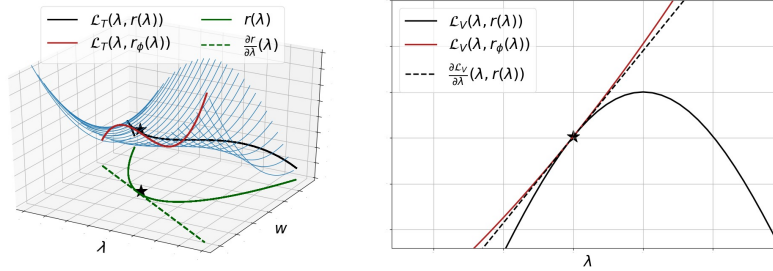 𝓛_T(λ, r(λ))
𝓛_T(λ, r_ϕ(λ))
r(λ)
∂r/∂λ(λ)
λ
w
𝓛_V(λ, r(λ))
𝓛_V(λ, r_ϕ(λ))
∂𝓛_V/∂λ(λ, r(λ))
λ